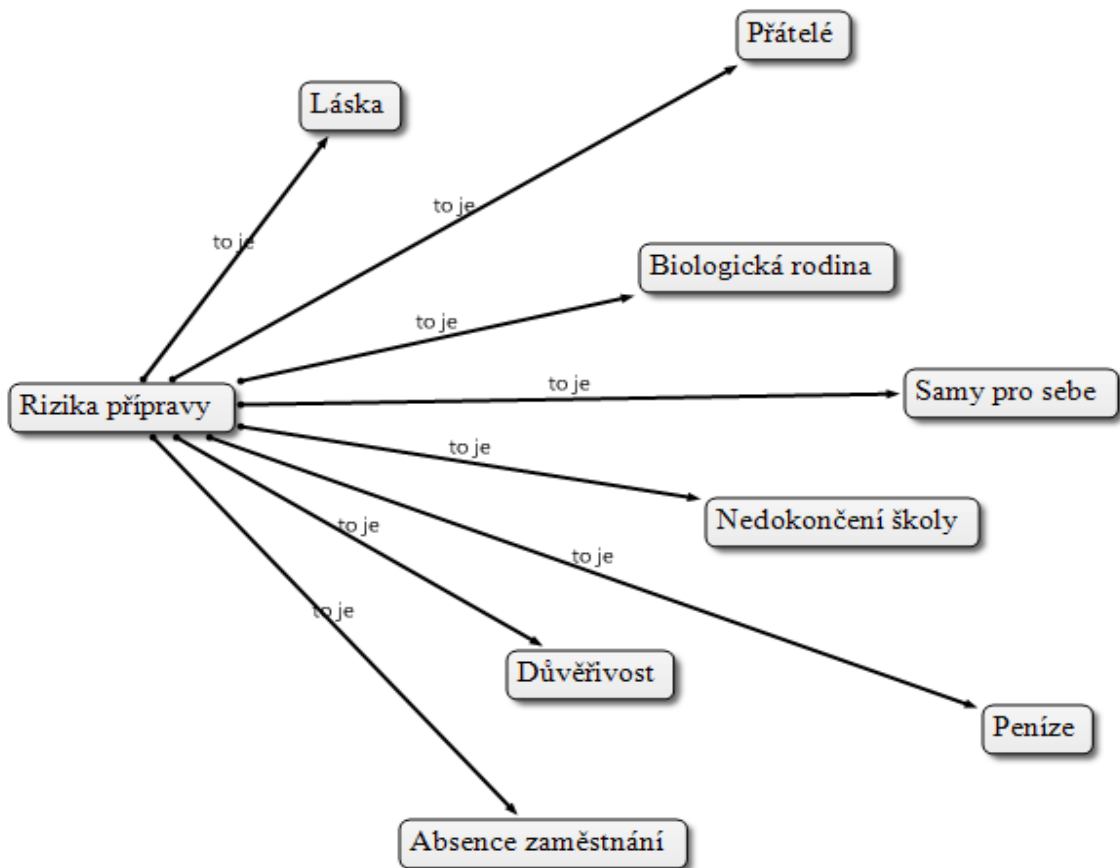 Přátelé
Láska
to je
to je
Biologická rodina
to je
Rizika přípravy
to je
Samy pro sebe
to je
Nedokončení školy
to je
to je
to je
Důvěřivost
Peníze
Absence zaměstnání